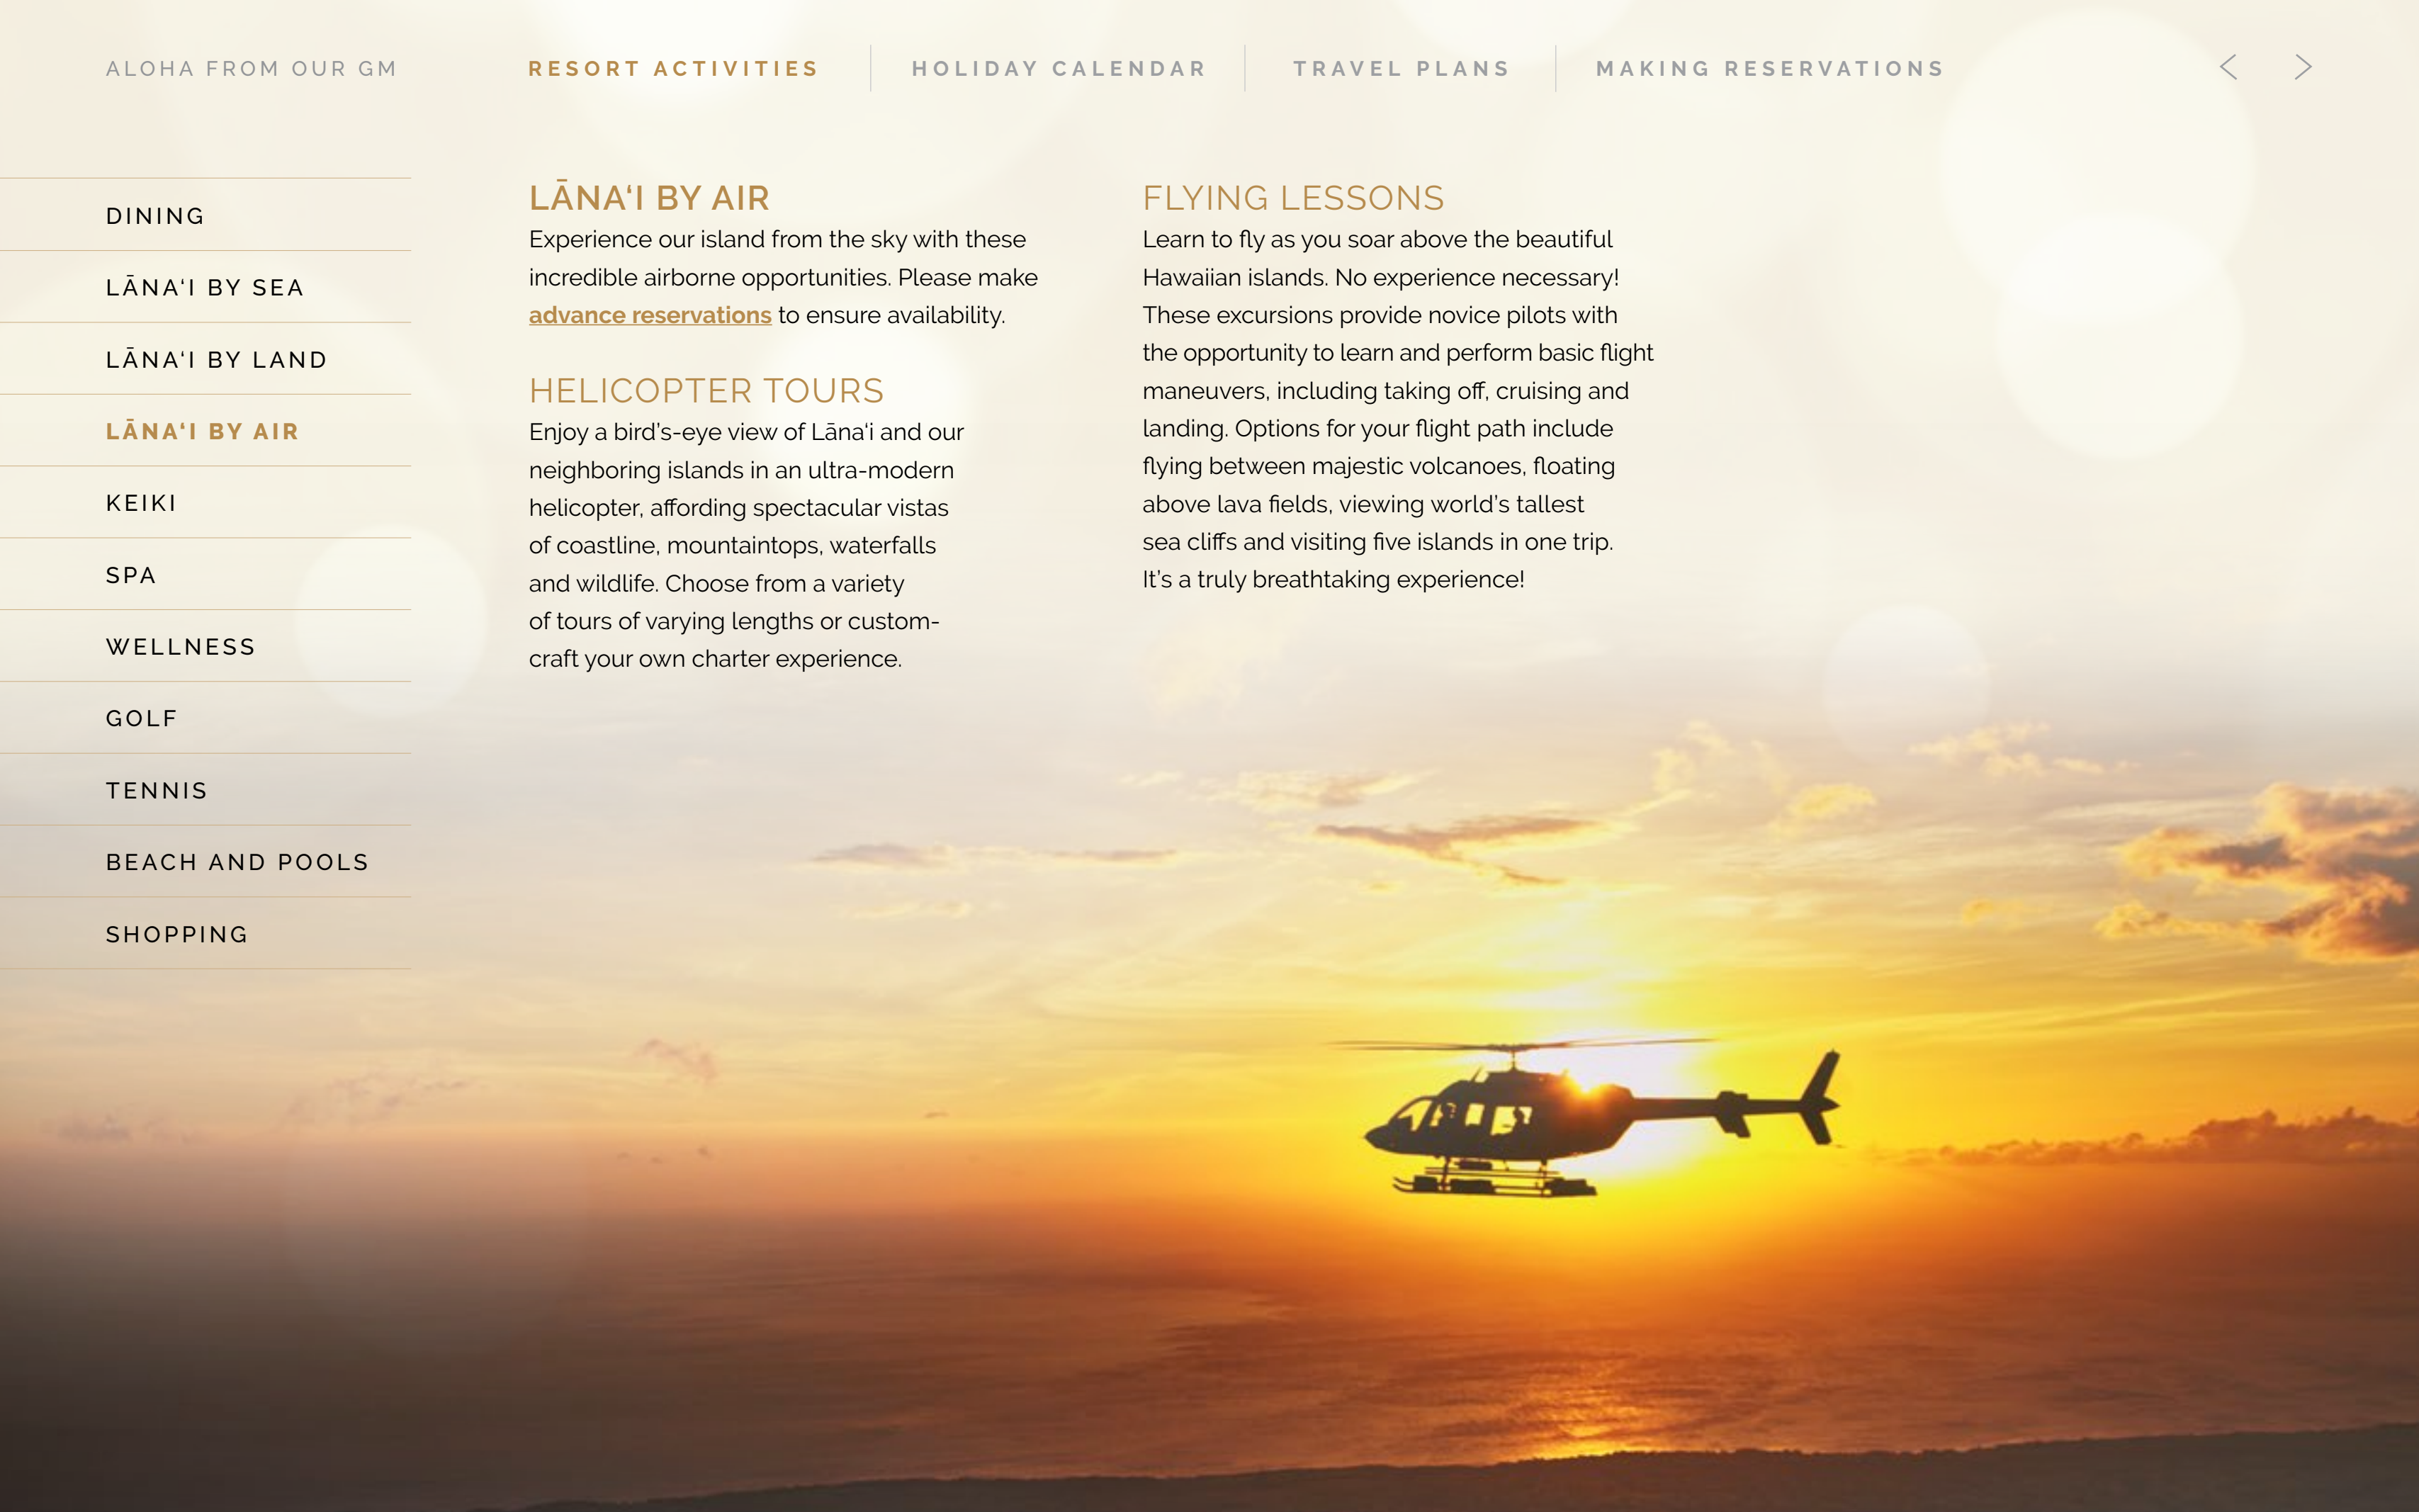 ALOHA FROM OUR GM
RESORT ACTIVITIES
HOLIDAY CALENDAR
TRAVEL PLANS
MAKING RESERVATIONS
DINING
LĀNA‘I BY SEA
LĀNA‘I BY LAND
LĀNA‘I BY AIR
KEIKI
SPA
WELLNESS
GOLF
TENNIS
BEACH AND POOLS
SHOPPING
LĀNA‘I BY AIR
Experience our island from the sky with these
incredible airborne opportunities. Please make
advance reservations to ensure availability.
HELICOPTER TOURS
Enjoy a bird’s-eye view of Lāna‘i and our
neighboring islands in an ultra-modern
helicopter, affording spectacular vistas
of coastline, mountaintops, waterfalls
and wildlife. Choose from a variety
of tours of varying lengths or custom-
craft your own charter experience.
FLYING LESSONS
Learn to fly as you soar above the beautiful
Hawaiian islands. No experience necessary!
These excursions provide novice pilots with
the opportunity to learn and perform basic flight
maneuvers, including taking off, cruising and
landing. Options for your flight path include
flying between majestic volcanoes, floating
above lava fields, viewing world’s tallest
sea cliffs and visiting five islands in one trip.
It’s a truly breathtaking experience!